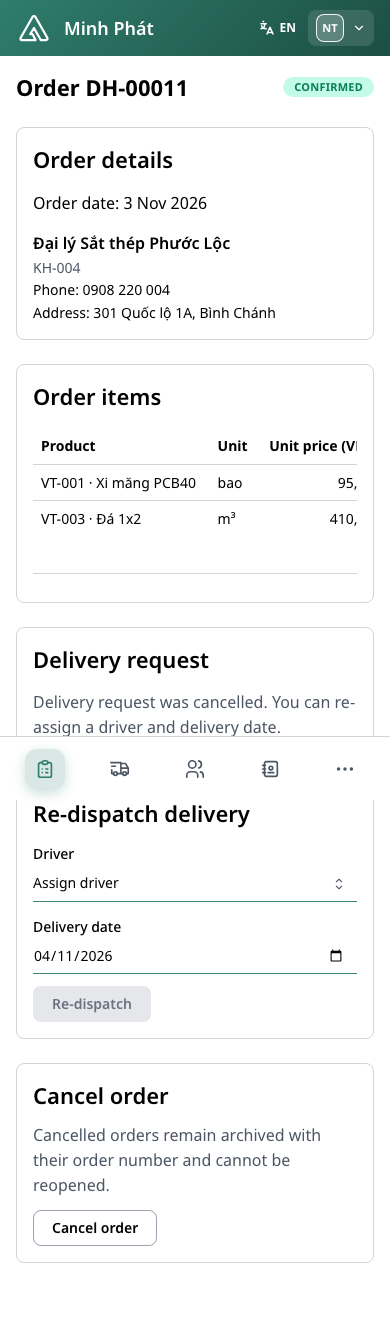 Minh Phát
EN
NT
Order DH-00011
CONFIRMED
Order details
Order date: 3 Nov 2026
Đại lý Sắt thép Phước Lộc
KH-004
Phone: 0908 220 004
Address: 301 Quốc lộ 1A, Bình Chánh
Order items
Product Unit Unit price (V
VT-001 · Xi măng PCB40 bao 95,
VT-003 · Đá 1x2 m³ 410,
Delivery request
Delivery request was cancelled. You can re-
assign a driver and delivery date.
Re-dispatch delivery
Driver
Assign driver
Delivery date
04/11/2026
Re-dispatch
Cancel order
Cancelled orders remain archived with
their order number and cannot be
reopened.
Cancel order